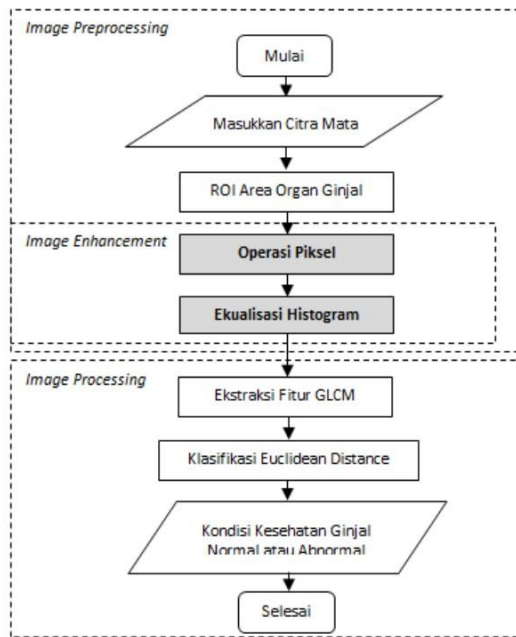 Image Preprocessing
Mulai
Masukkan Citra Mata
ROI Area Organ Ginjal
Image Enhancement
Operasi Piksel
Ekualisasi Histogram
Image Processing
Ekstraksi Fitur GLCM
Klasifikasi Euclidean Distance
Kondisi Kesehatan Ginjal
Normal atau Abnormal
Selesai